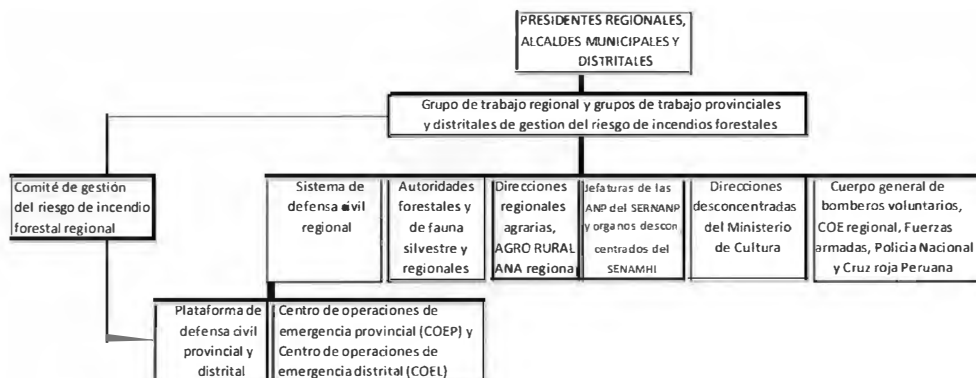 PRESIDENTES REGIONALES,
ALCALDES MUNICIPALES Y
DISTRITALES
Grupo de trabajo regional y grupos de trabajo provinciales
y distritales de gestion del riesgo de incendios forestales
Comité de gestión
del riesgo de incendio
forestal regional
Sistema de
defensa civil
regional
Autoridades
forestales y
de fauna
silvestre y
regionales
Direcciones
regionales
agrarias,
AGRO RURAL
ANA regional
Jefaturas de las
ANP del SERNANP
y organos descon
centrados del
SENAMHI
Direcciones
desconcentradas
del Ministerio
de Cultura
Cuerpo general de
bomberos voluntarios,
COE regional, Fuerzas
armadas, Policia Nacional
y Cruz roja Peruana
Plataforma de
defensa civil
provincial y
distrital
Centro de operaciones de
emergencia provincial (COEP) y
Centro de operaciones de
emergencia distrital (COEL)